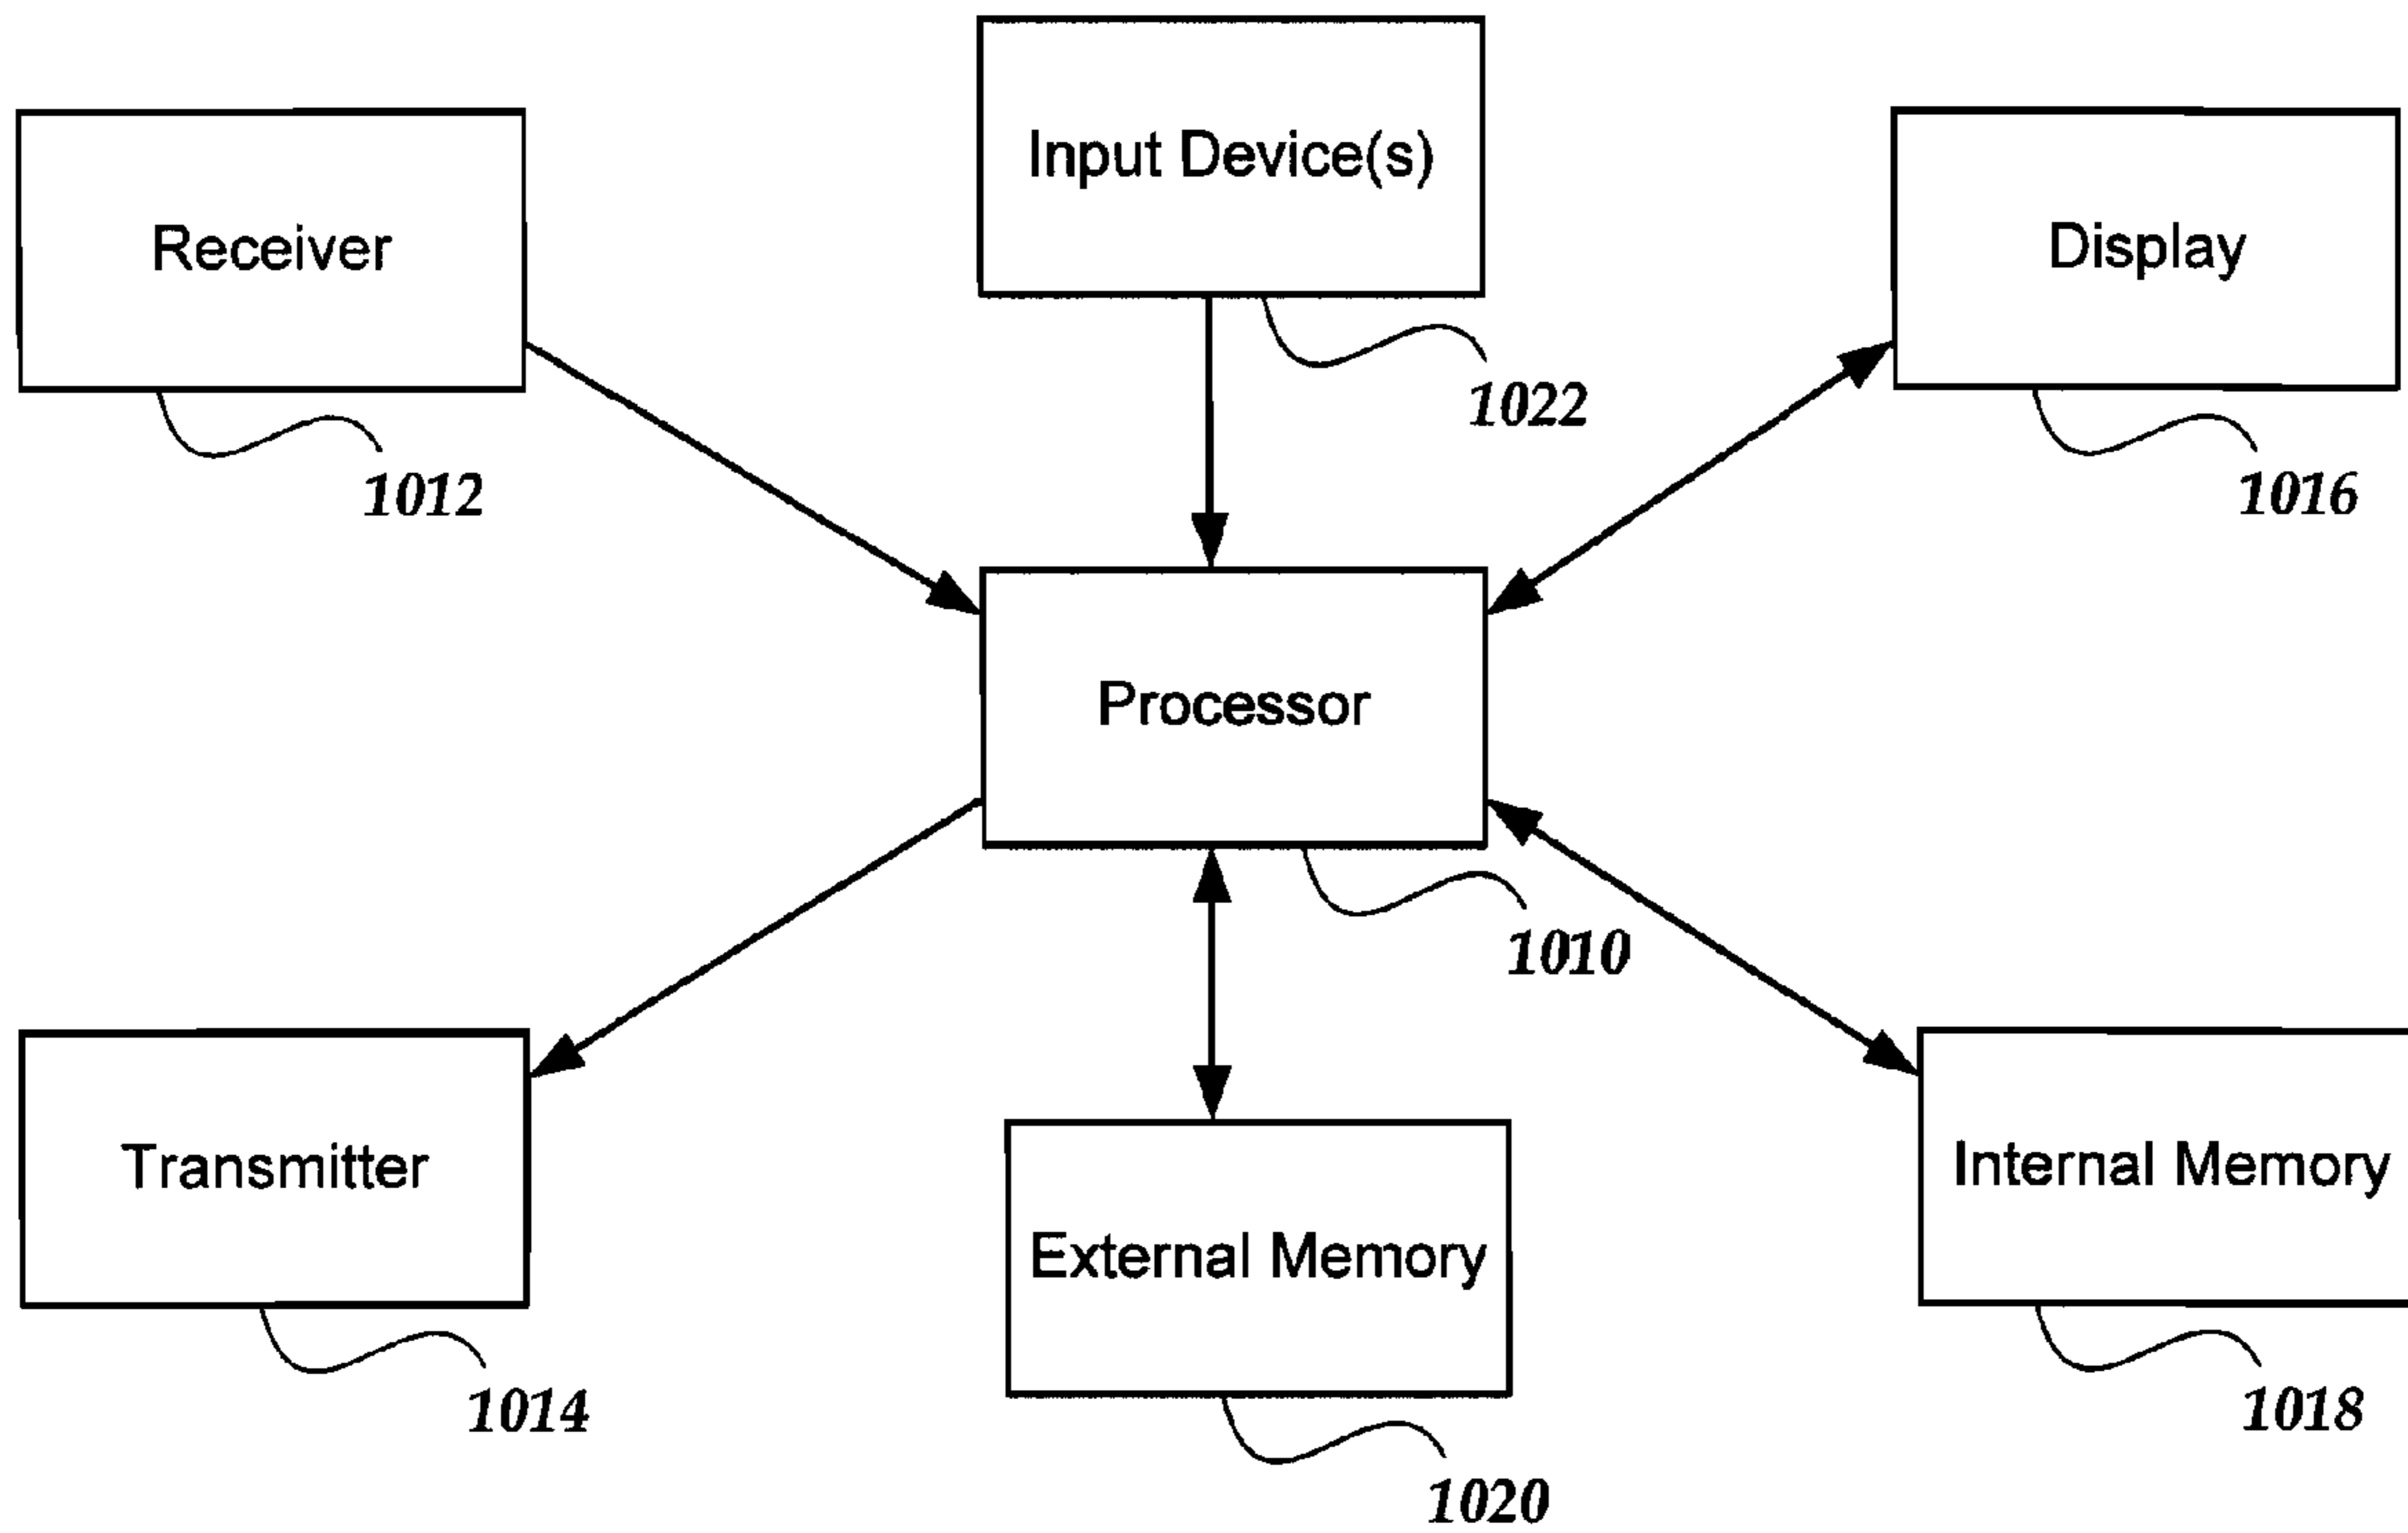 Input Device(s)
1022
Receiver
1012
Display
1016
Processor
1010
Transmitter
1014
External Memory
1020
Internal Memory
1018